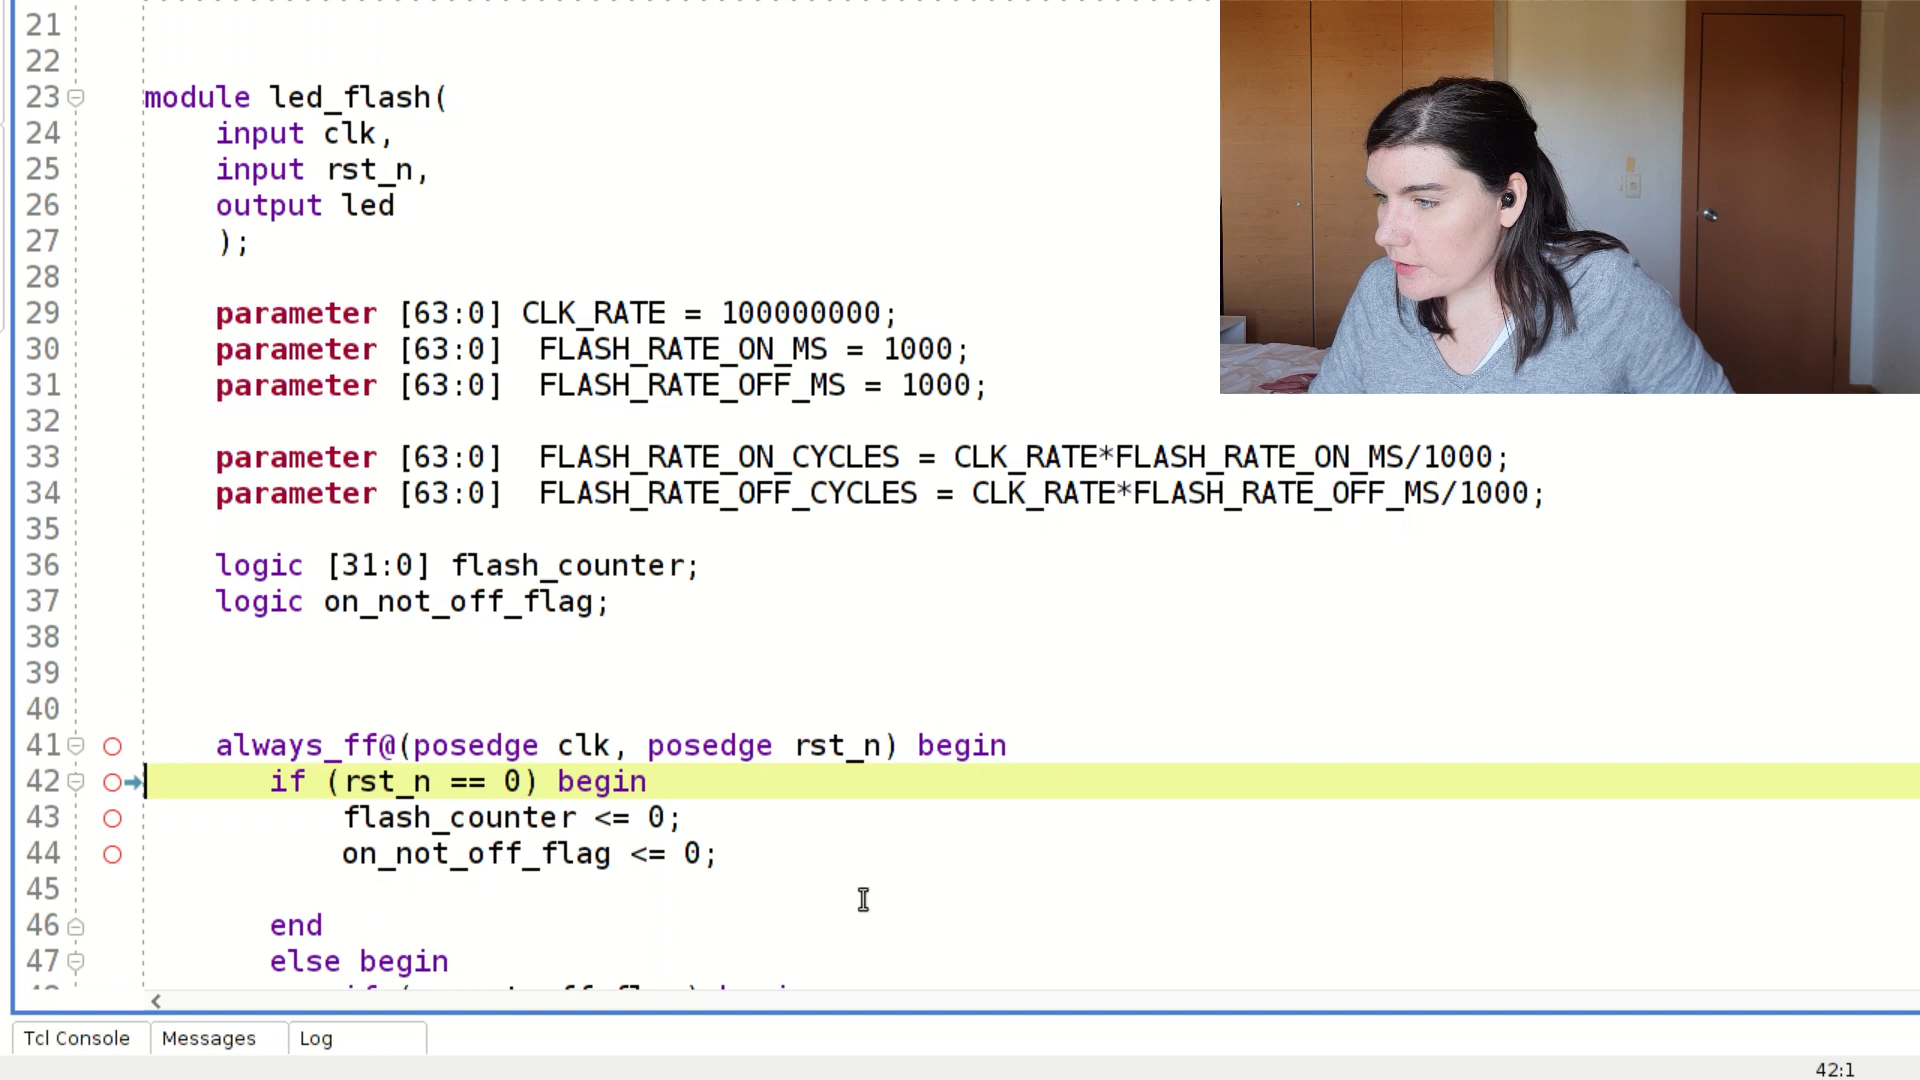 21
22
23 module led_flash(
24 input clk,
25 input rst_n,
26 output led
27 );
28
29 parameter [63:0] CLK_RATE = 100000000;
30 parameter [63:0]  FLASH_RATE_ON_MS = 1000;
31 parameter [63:0]  FLASH_RATE_OFF_MS = 1000;
32
33 parameter [63:0]  FLASH_RATE_ON_CYCLES = CLK_RATE*FLASH_RATE_ON_MS/1000;
34 parameter [63:0]  FLASH_RATE_OFF_CYCLES = CLK_RATE*FLASH_RATE_OFF_MS/1000;
35
36 logic [31:0] flash_counter;
37 logic on_not_off_flag;
38
39
40
41 always_ff@(posedge clk, posedge rst_n) begin
42 if (rst_n == 0) begin
43 flash_counter <= 0;
44 on_not_off_flag <= 0;
45
46 end
47 else begin
Tcl Console Messages Log
42:1